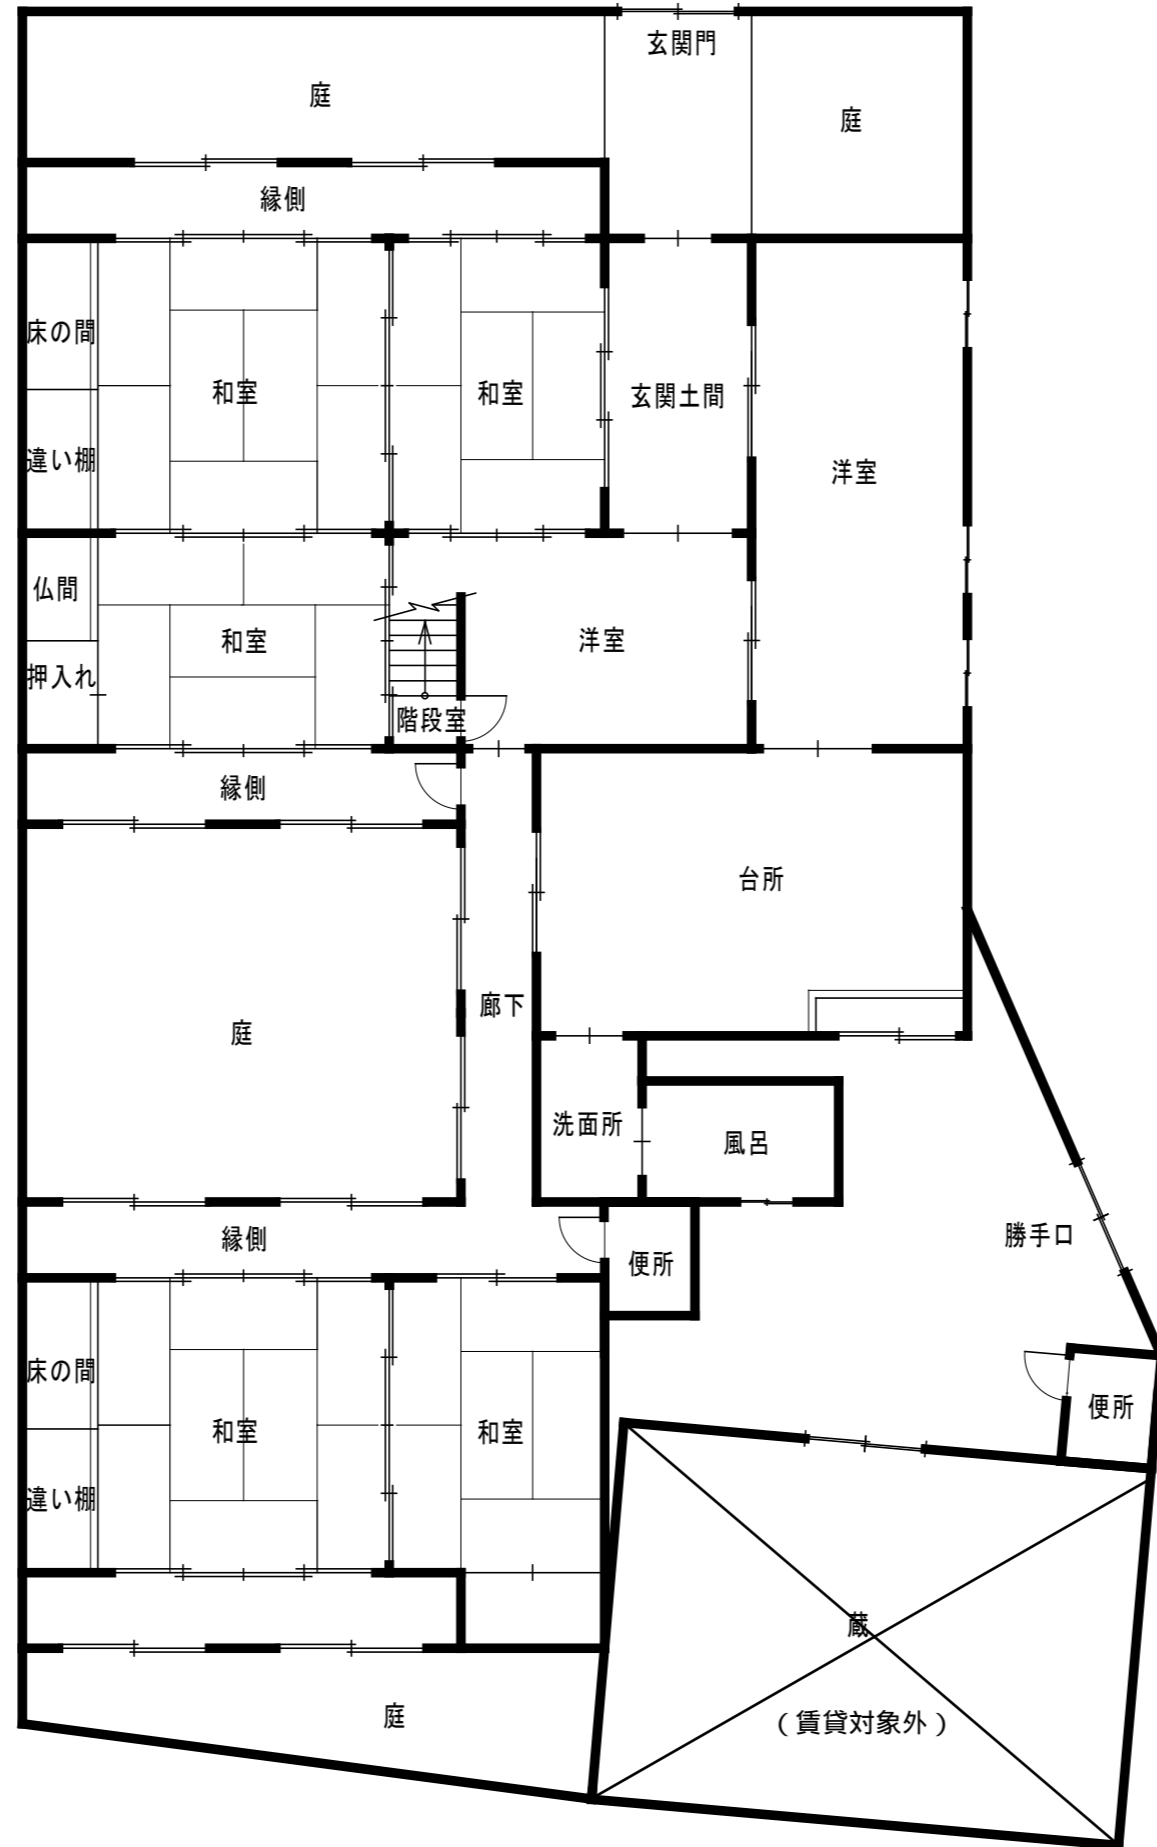 玄関門
庭
庭
縁側
床の間
和室
和室
玄関土間
違い棚
洋室
仏間
和室
洋室
押入れ
階段室
縁側
台所
廊下
庭
洗面所
風呂
縁側
便所
勝手口
床の間
和室
和室
便所
違い棚
蔵
庭
（賃貸対象外）